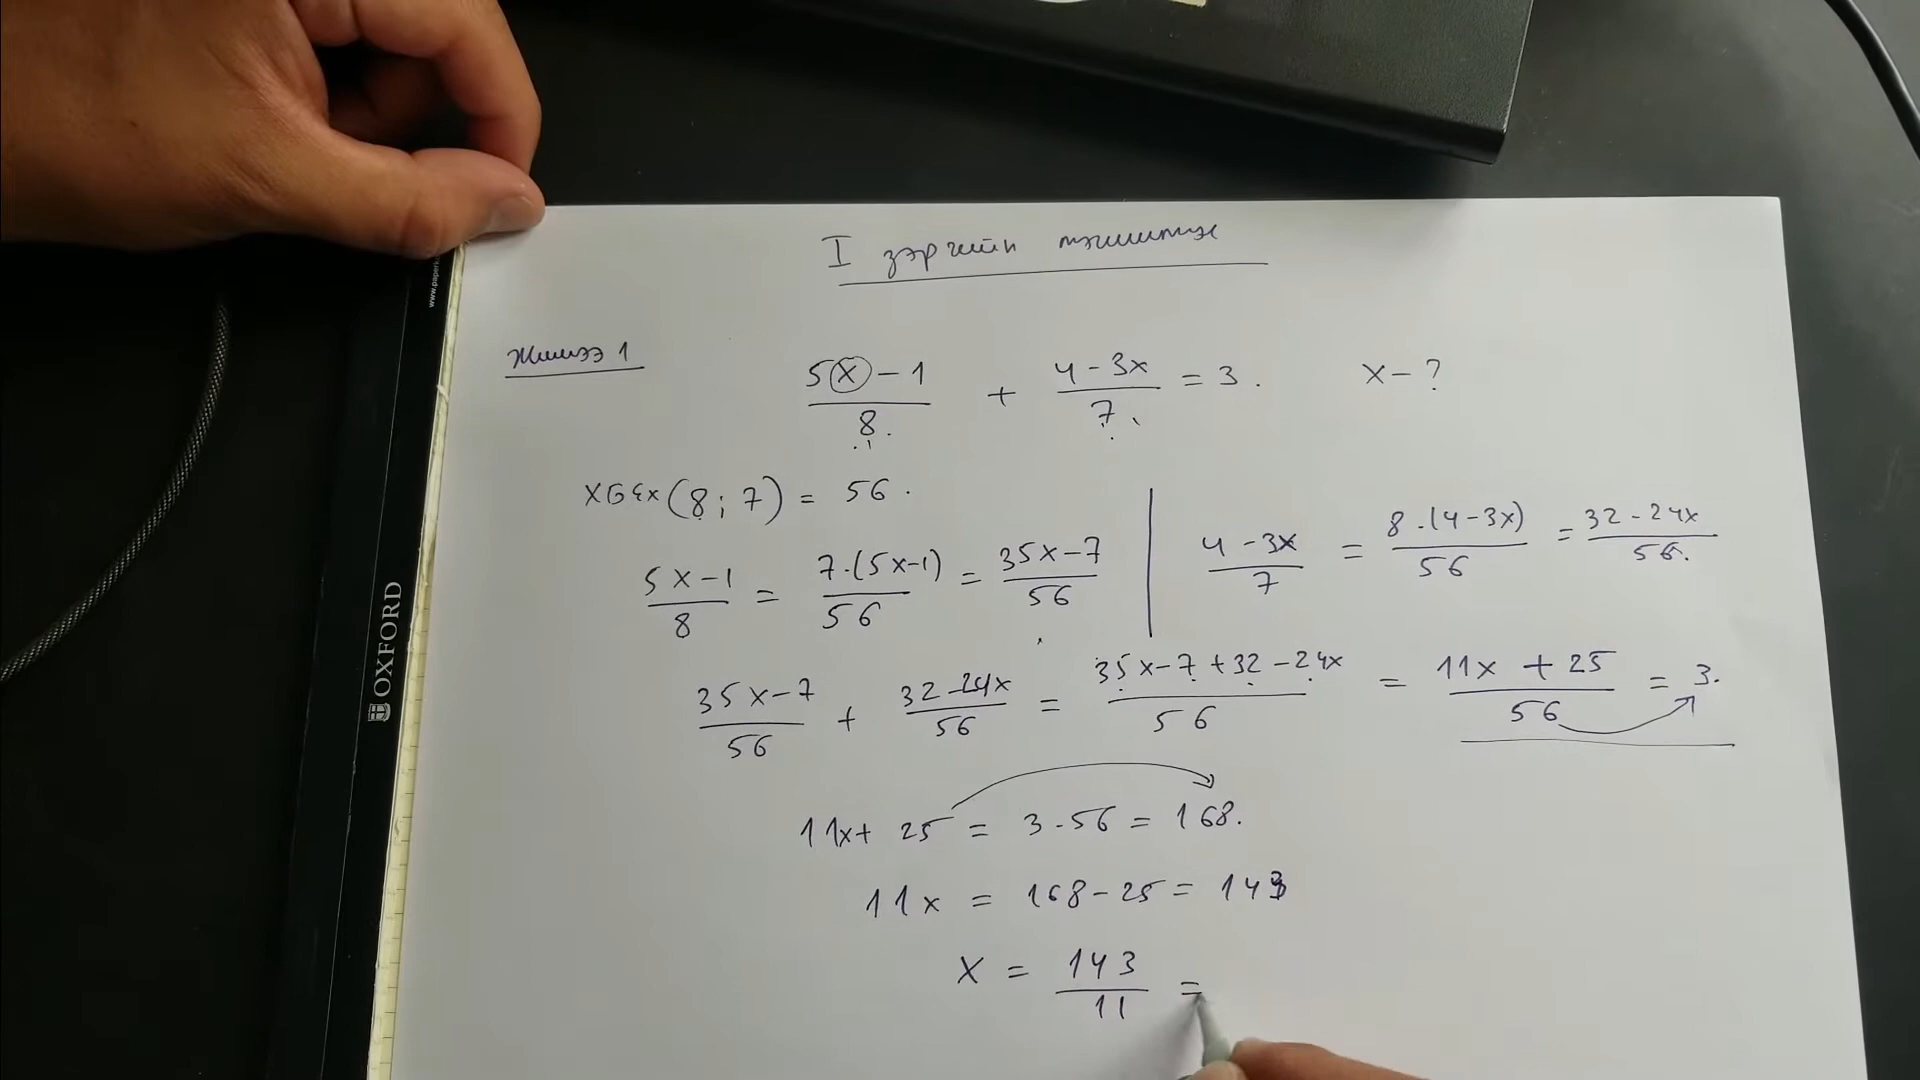 I зэргийн тэгшитгэл
Жишээ 1
(5x-1)/8 + (4-3x)/7 = 3. x-?
ХБЕХ(8;7) = 56.
(5x-1)/8 = 7·(5x-1)/56 = (35x-7)/56 | (4-3x)/7 = 8·(4-3x)/56 = (32-24x)/56.
(35x-7)/56 + (32-24x)/56 = (35x-7+32-24x)/56 = (11x+25)/56 = 3.
11x+25 = 3·56 = 168.
11x = 168-25 = 143
x = 143/11 =
OXFORD